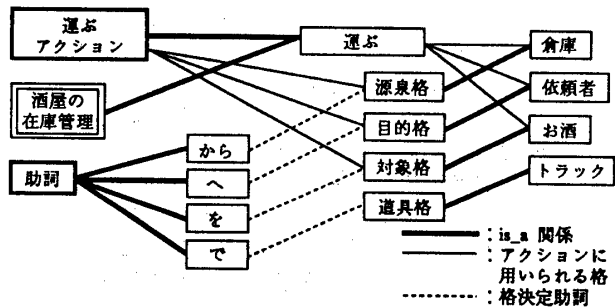 運ぶ
アクション
運ぶ
倉庫
酒屋の
在庫管理
源泉格
依頼者
目的格
お酒
から
助詞
へ
対象格
トラック
を
道具格
で
：is_a 関係
：アクションに
用いられる格
：格決定助詞